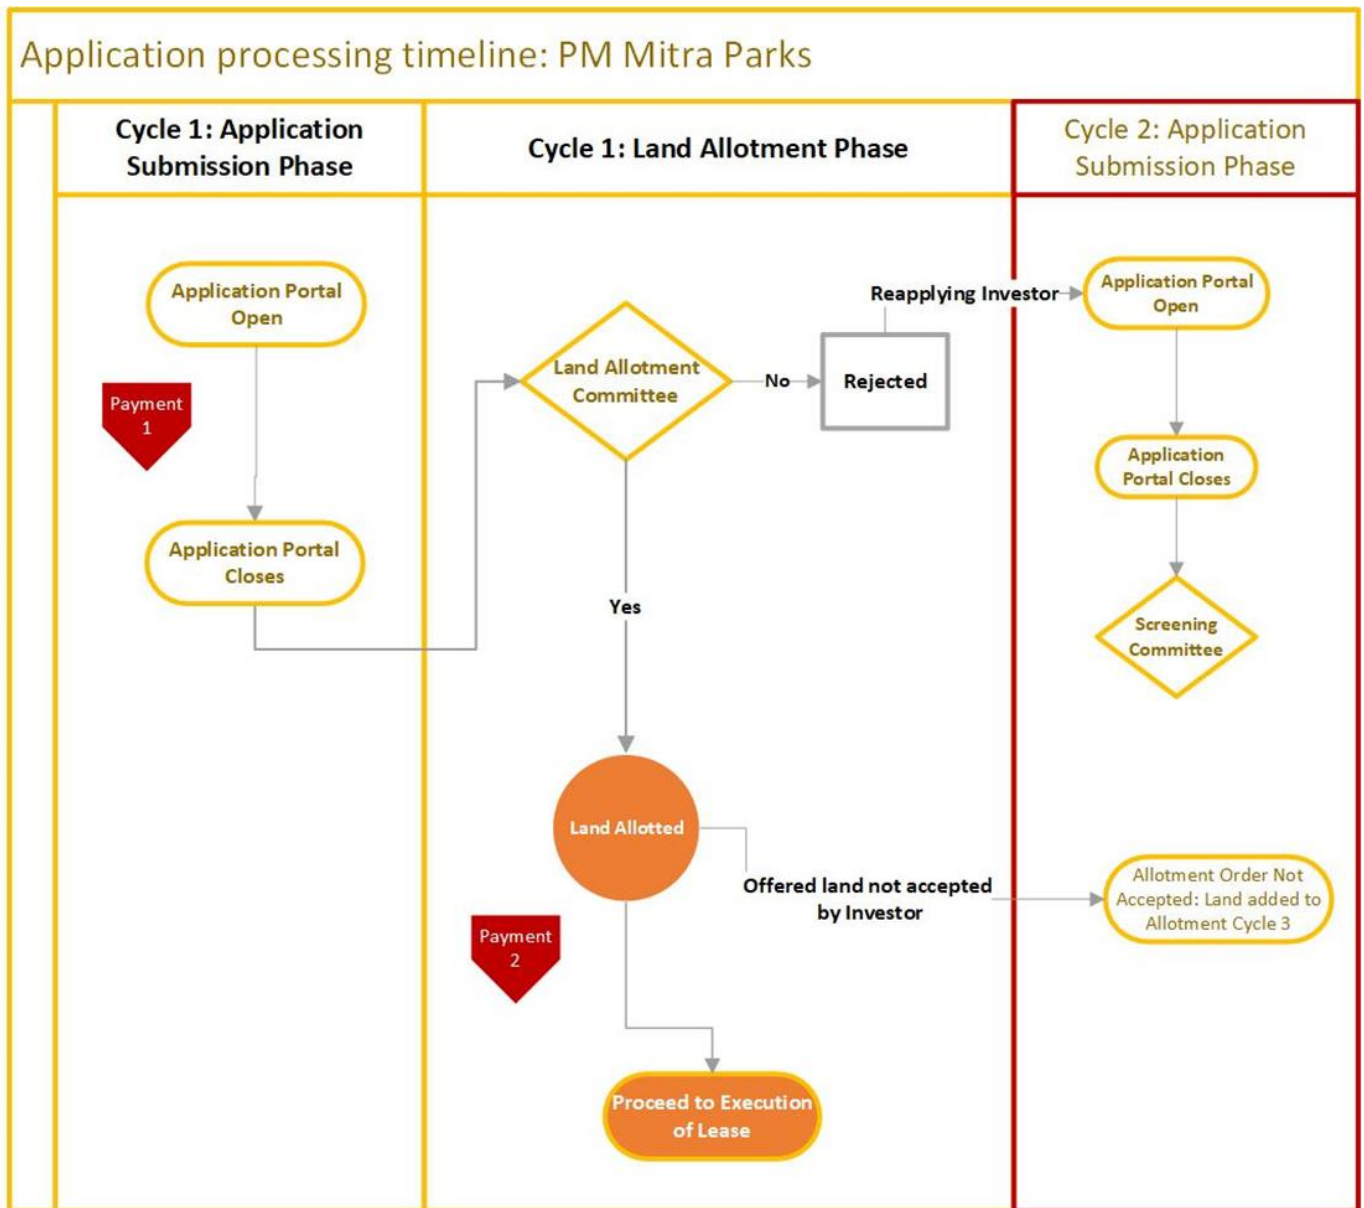 Application processing timeline: PM Mitra Parks
Cycle 1: Application
Submission Phase
Cycle 1: Land Allotment Phase
Cycle 2: Application
Submission Phase
Application Portal
Open
Payment
1
Application Portal
Closes
Land Allotment
Committee
No
Rejected
Reapplying Investor
Yes
Land Allotted
Offered land not accepted
by Investor
Payment
2
Proceed to Execution
of Lease
Application Portal
Open
Application
Portal Closes
Screening
Committee
Allotment Order Not
Accepted: Land added to
Allotment Cycle 3